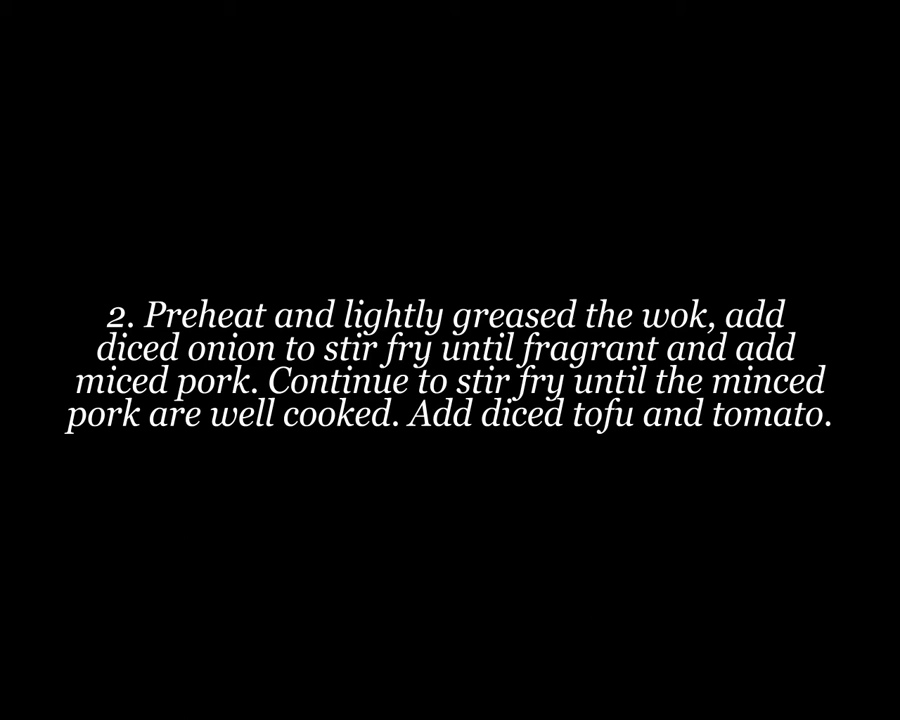 2. Preheat and lightly greased the wok, add
diced onion to stir fry until fragrant and add
miced pork. Continue to stir fry until the minced
pork are well cooked. Add diced tofu and tomato.